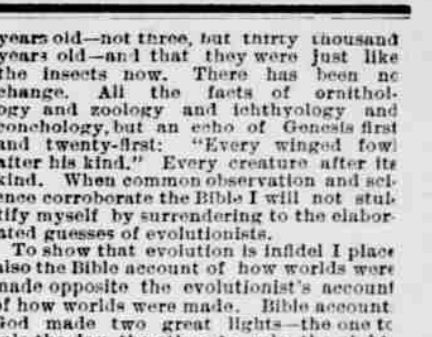 years old—not three, but thirty thousand
years old—and that they were just like
the insects now. There has been no
change. All the facts of ornithol-
ogy and zoology and ichthyology and
conchology, but an echo of Genesis first
and twenty-first: "Every winged fowl
after his kind." Every creature after its
kind. When common observation and sci-
ence corroborate the Bible I will not stul-
tify myself by surrendering to the elabor-
ated guesses of evolutionists.
To show that evolution is infidel I place
also the Bible account of how worlds were
made opposite the evolutionist's account
of how worlds were made. Bible account
God made two great lights—the one to